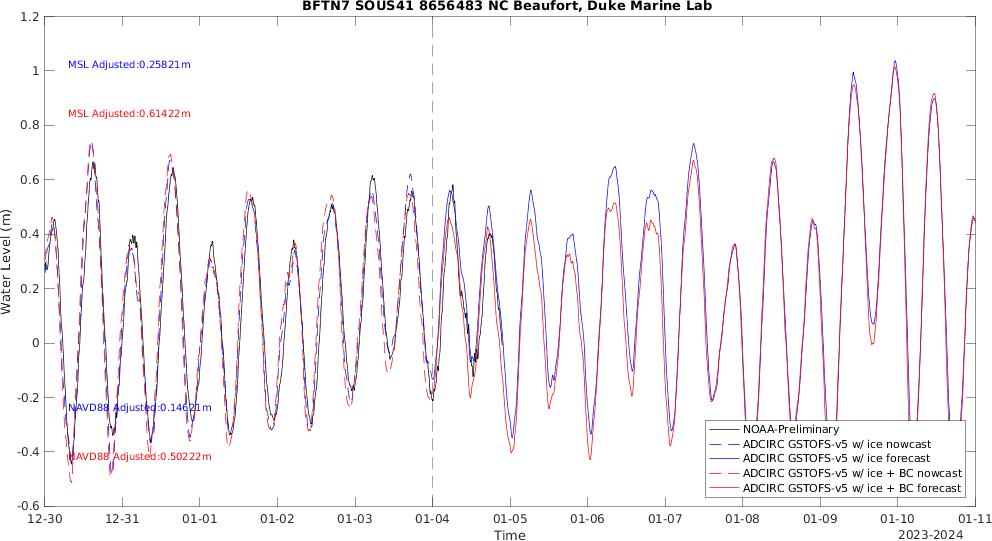 BFTN7 SOUS41 8656483 NC Beaufort, Duke Marine Lab
1.2
1
0.8
0.6
0.4
0.2
0
-0.2
-0.4
-0.6
Water Level (m)
MSL Adjusted:0.25821m
MSL Adjusted:0.61422m
NAVD88 Adjusted:0.14621m
NAVD88 Adjusted:0.50222m
NOAA-Preliminary
ADCIRC GSTOFS-v5 w/ ice nowcast
ADCIRC GSTOFS-v5 w/ ice forecast
ADCIRC GSTOFS-v5 w/ ice + BC nowcast
ADCIRC GSTOFS-v5 w/ ice + BC forecast
12-30 12-31 01-01 01-02 01-03 01-04 01-05 01-06 01-07 01-08 01-09 01-10 01-11
Time
2023-2024